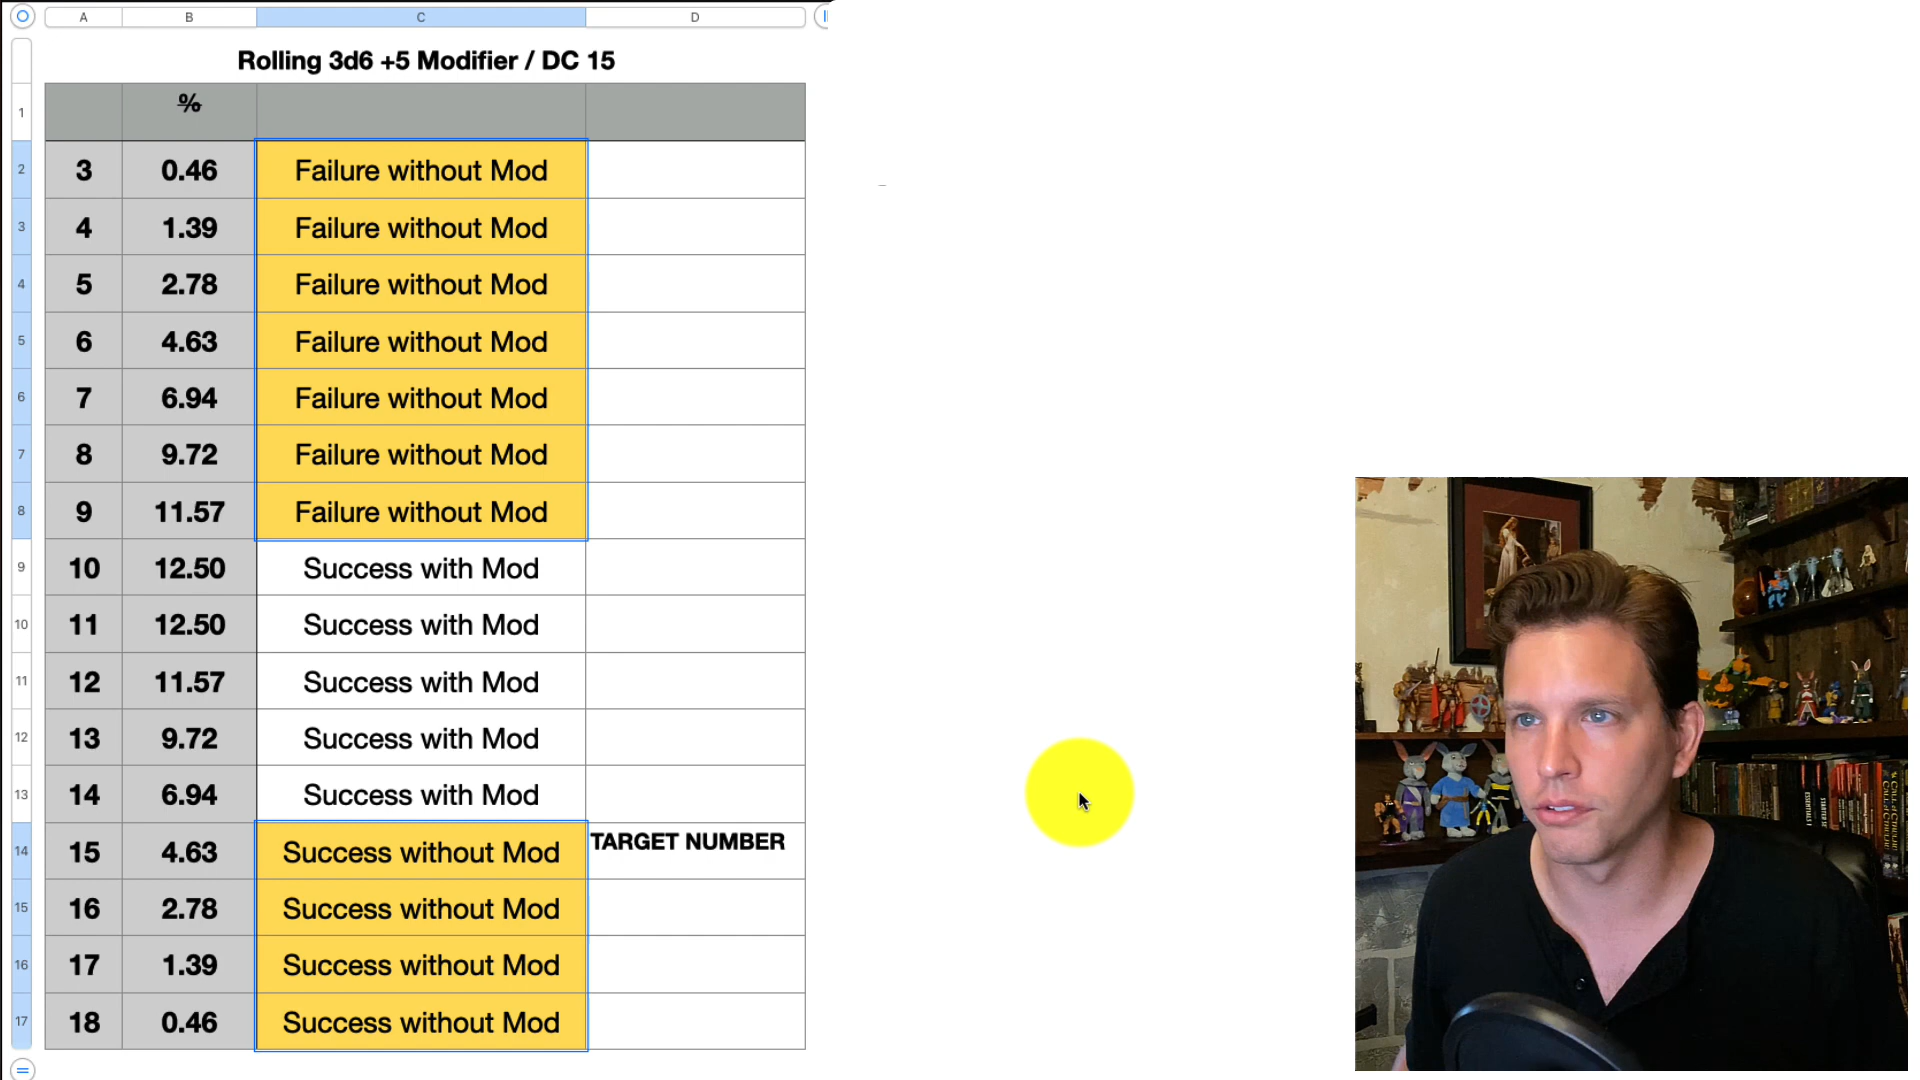 A B C D
Rolling 3d6 +5 Modifier / DC 15
1 %
2 3 0.46 Failure without Mod
3 4 1.39 Failure without Mod
4 5 2.78 Failure without Mod
5 6 4.63 Failure without Mod
6 7 6.94 Failure without Mod
7 8 9.72 Failure without Mod
8 9 11.57 Failure without Mod
9 10 12.50 Success with Mod
10 11 12.50 Success with Mod
11 12 11.57 Success with Mod
12 13 9.72 Success with Mod
13 14 6.94 Success with Mod
14 15 4.63 Success without Mod TARGET NUMBER
15 16 2.78 Success without Mod
16 17 1.39 Success without Mod
17 18 0.46 Success without Mod
CALL of CTHULHU